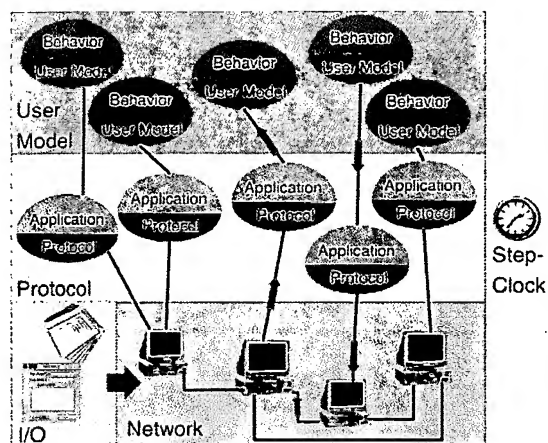 Behavior
User Model
Behavior
User Model
Behavior
User Model
Behavior
User Model
Behavior
User Model
User
Model
Application
Protocol
Application
Protocol
Application
Protocol
Application
Protocol
Application
Protocol
Protocol
Step-
Clock
I/O
Network